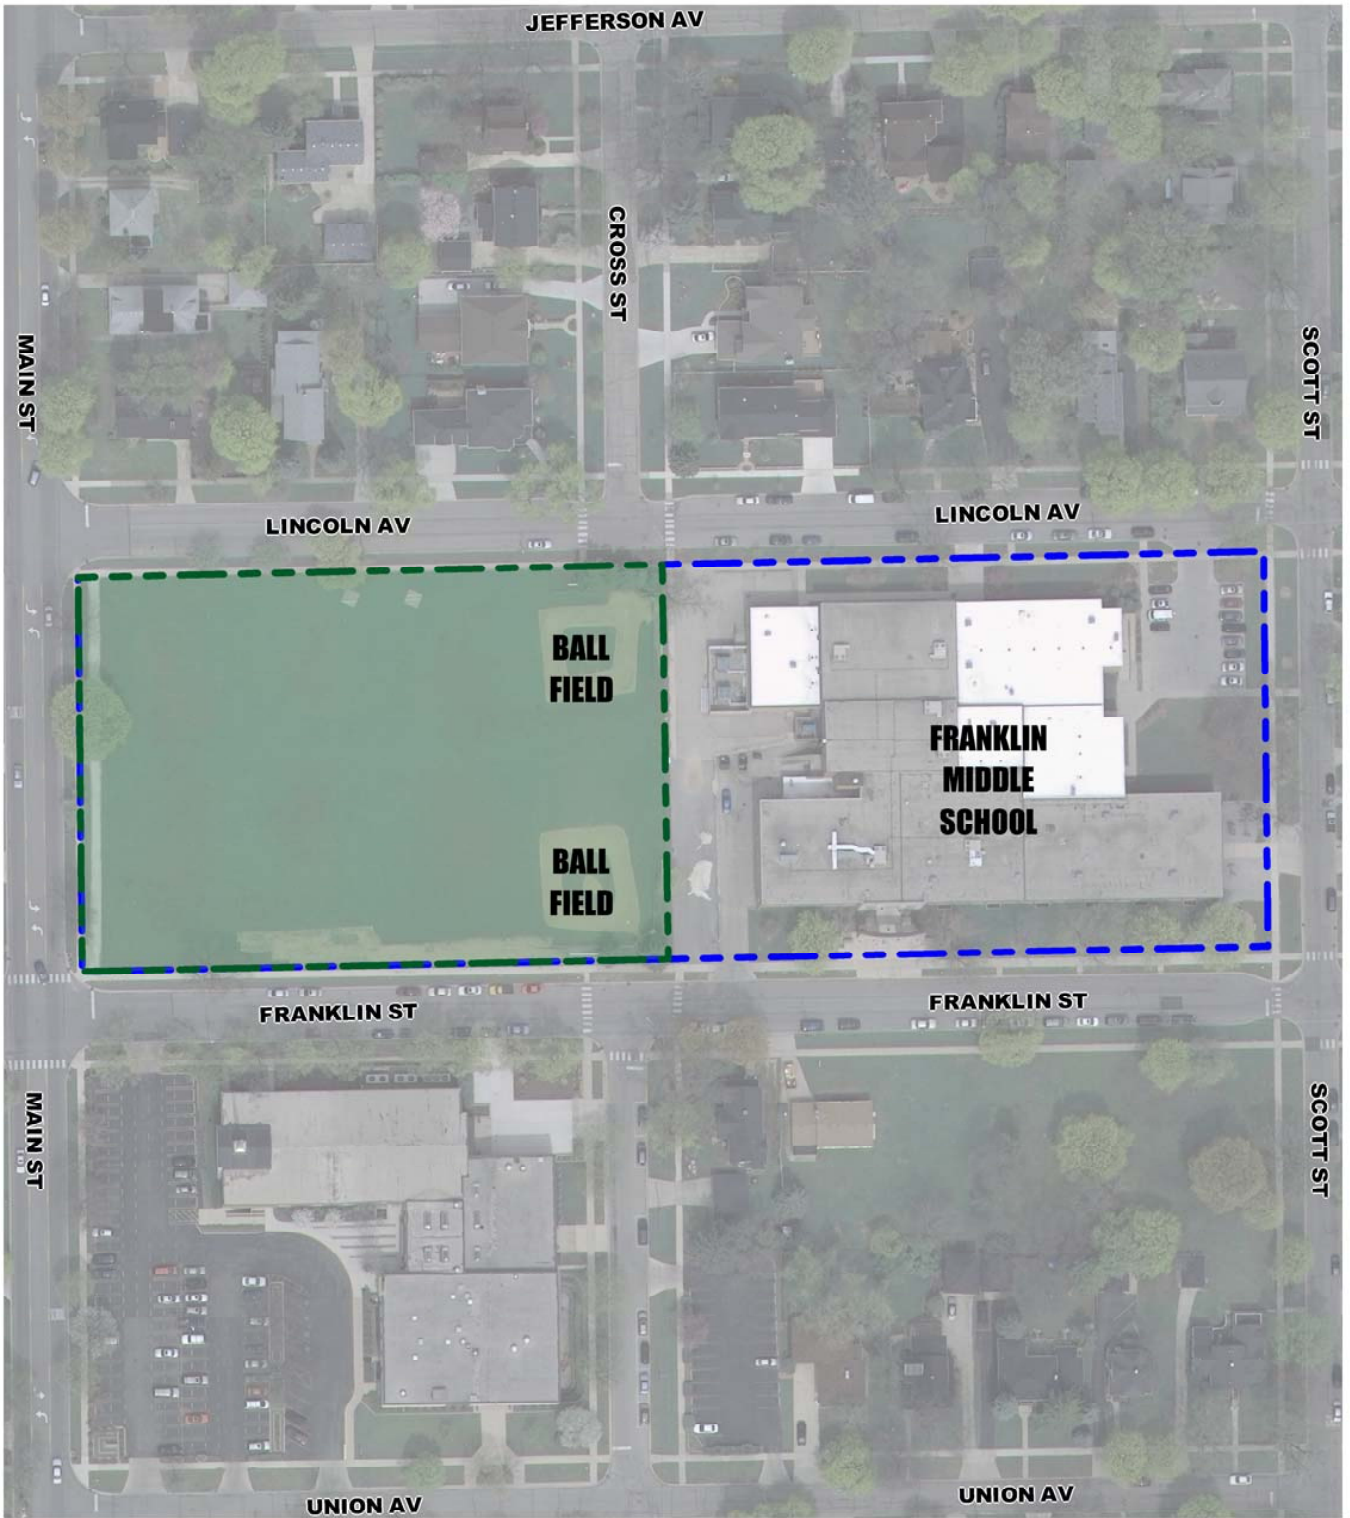 JEFFERSON AV
CROSS ST
MAIN ST
SCOTT ST
LINCOLN AV
LINCOLN AV
BALL
FIELD
FRANKLIN
MIDDLE
SCHOOL
BALL
FIELD
FRANKLIN ST
FRANKLIN ST
MAIN ST
SCOTT ST
UNION AV
UNION AV